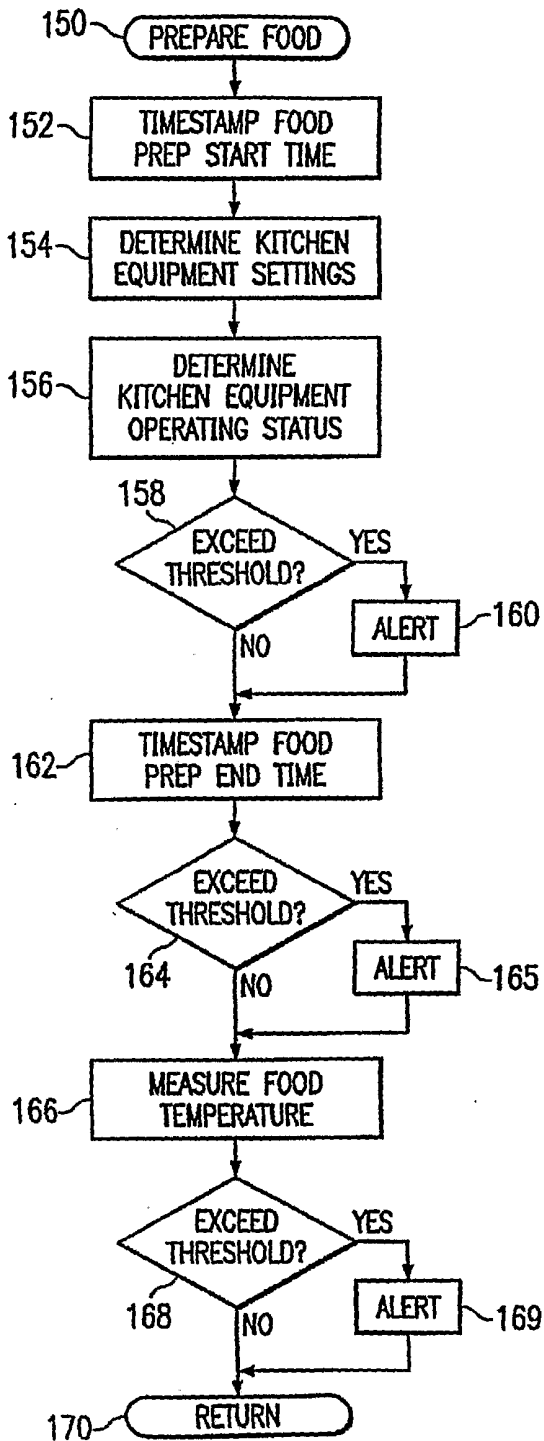 150
PREPARE FOOD
152
TIMESTAMP FOOD
PREP START TIME
154
DETERMINE KITCHEN
EQUIPMENT SETTINGS
156
DETERMINE
KITCHEN EQUIPMENT
OPERATING STATUS
158
EXCEED
THRESHOLD?
YES
ALERT
160
NO
162
TIMESTAMP FOOD
PREP END TIME
EXCEED
THRESHOLD?
YES
164
ALERT
165
NO
166
MEASURE FOOD
TEMPERATURE
EXCEED
THRESHOLD?
YES
168
ALERT
169
NO
170
RETURN